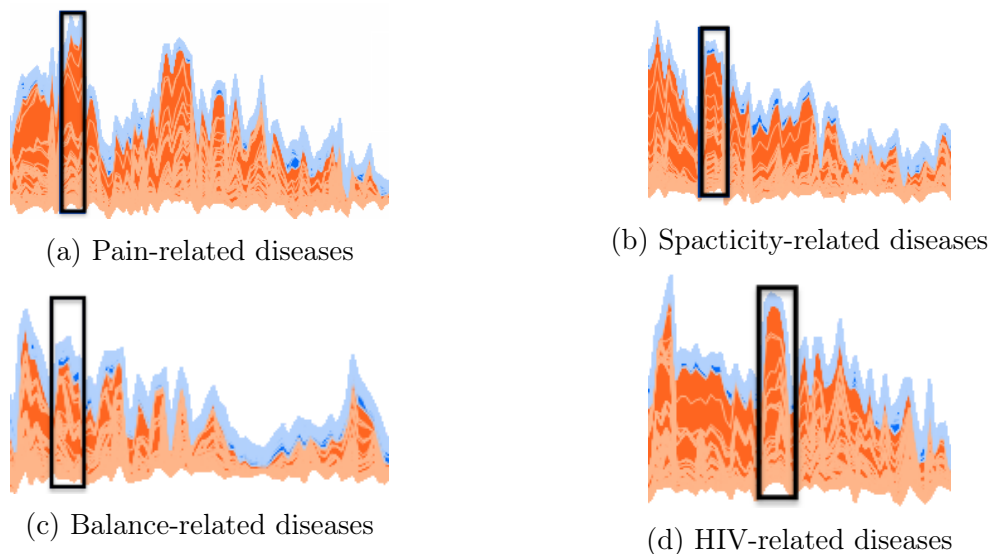 (a) Pain-related diseases
(b) Spacticity-related diseases
(c) Balance-related diseases
(d) HIV-related diseases